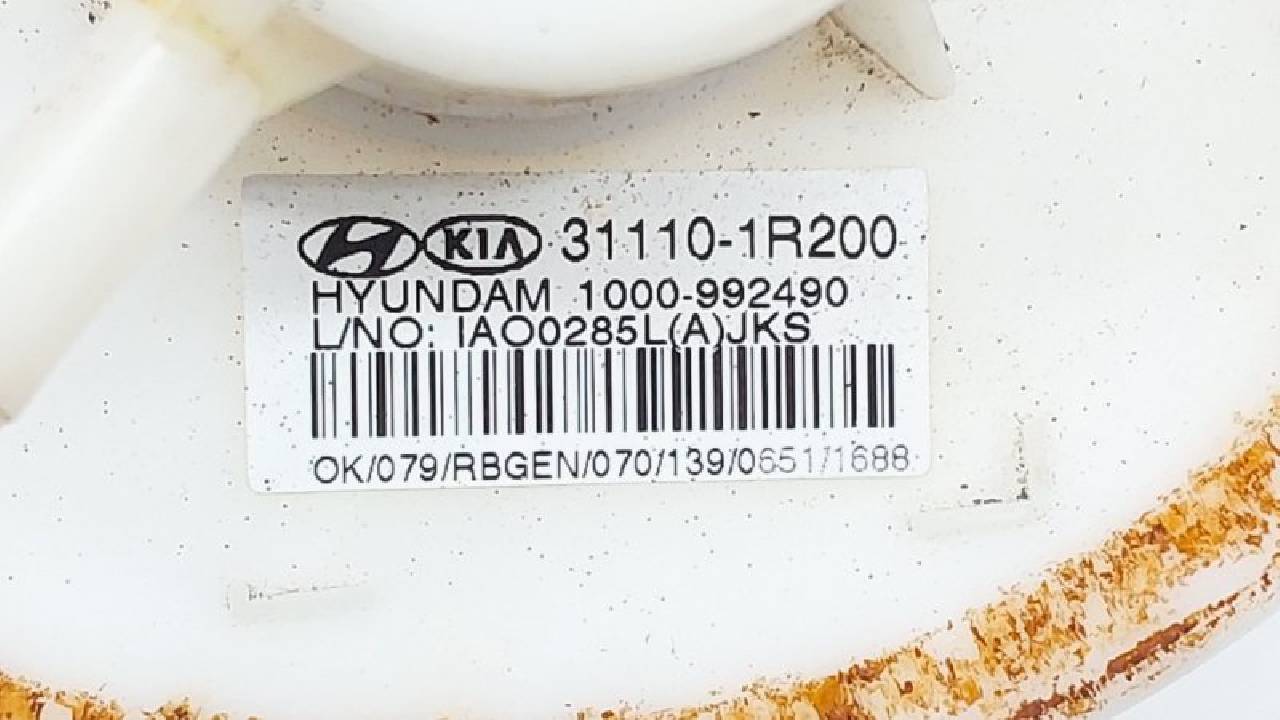 KIA 31110-1R200
HYUNDAM 1000-992490
L/NO: IAO0285L(A)JKS
OK/079/RBGEN/070/139/0651/1688